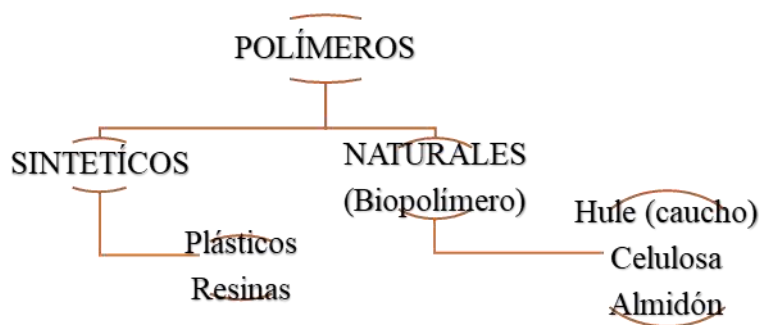 POLÍMEROS
SINTETÍCOS
NATURALES
(Biopolímero)
Plásticos
Resinas
Hule (caucho)
Celulosa
Almidón